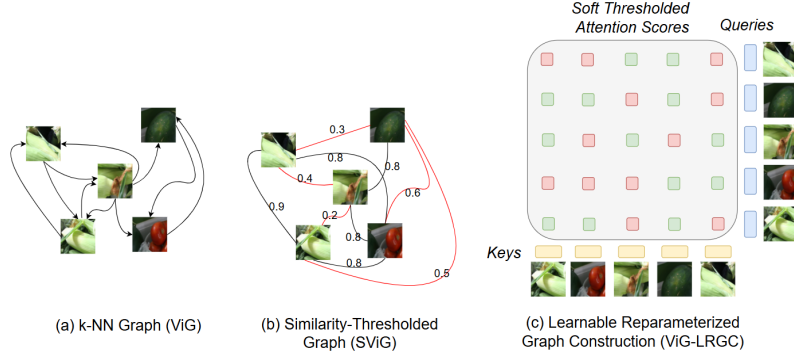 Soft Thresholded
Attention Scores
Queries
0.3
0.8
0.8
0.4
0.6
0.9
0.2
0.8
0.8
0.5
Keys
(a) k-NN Graph (ViG)
(b) Similarity-Thresholded
Graph (SViG)
(c) Learnable Reparameterized
Graph Construction (ViG-LRGC)